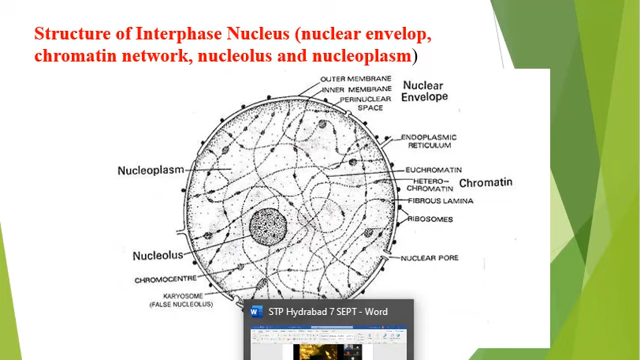 Structure of Interphase Nucleus (nuclear envelop,
chromatin network, nucleolus and nucleoplasm)
OUTER MEMBRANE
INNER MEMBRANE
PERINUCLEAR
SPACE
Nuclear
Envelope
ENDOPLASMIC
RETICULUM
Nucleoplasm
EUCHROMATIN
HETERO-
CHROMATIN
Chromatin
FIBROUS LAMINA
RIBOSOMES
Nucleolus
NUCLEAR PORE
CHROMOCENTRE
KARYOSOME
(FALSE NUCLEOLUS)
STP Hydrabad 7 SEPT - Word